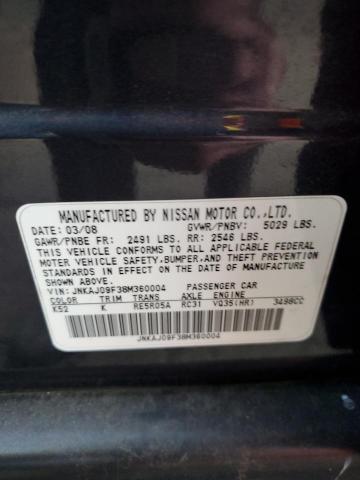 MANUFACTURED BY NISSAN MOTOR CO.,LTD.
DATE: 03/08 GVWR/PNBV: 5029 LBS.
GAWR/PNBE FR: 2491 LBS. RR: 2546 LBS.
THIS VEHICLE CONFORMS TO ALL APPLICABLE FEDERAL
MOTOR VEHICLE SAFETY, BUMPER, AND THEFT PREVENTION
STANDARDS IN EFFECT ON THE DATE OF MANUFACTURE
SHOWN ABOVE.
VIN: JNKAJ09F38M360004 PASSENGER CAR
COLOR TRIM TRANS AXLE ENGINE
K52 K RE5R05A RC31 VQ35(HR) 3498CC
JNKAJ09F38M360004